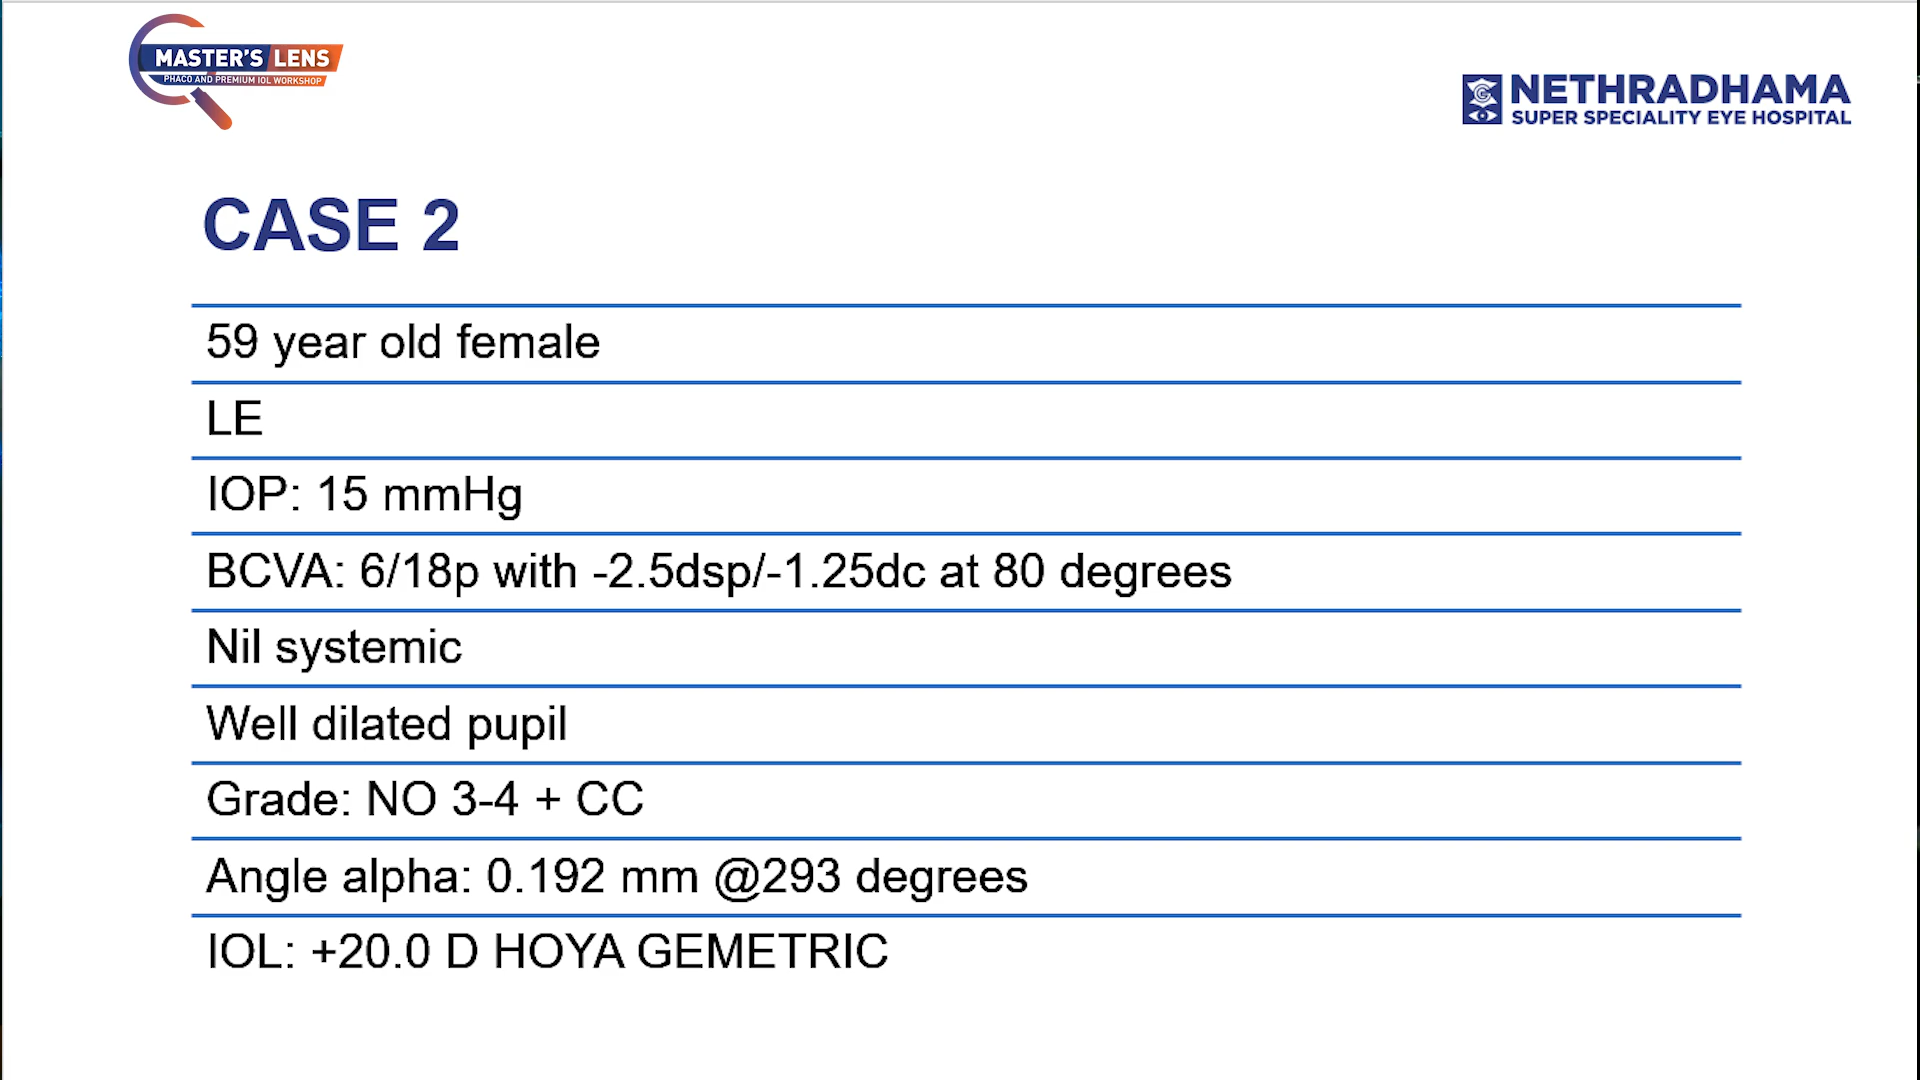 MASTER'S LENS
PHACO AND PREMIUM IOL WORKSHOP
NETHRADHAMA
SUPER SPECIALITY EYE HOSPITAL
CASE 2
59 year old female
LE
IOP: 15 mmHg
BCVA: 6/18p with -2.5dsp/-1.25dc at 80 degrees
Nil systemic
Well dilated pupil
Grade: NO 3-4 + CC
Angle alpha: 0.192 mm @293 degrees
IOL: +20.0 D HOYA GEMETRIC